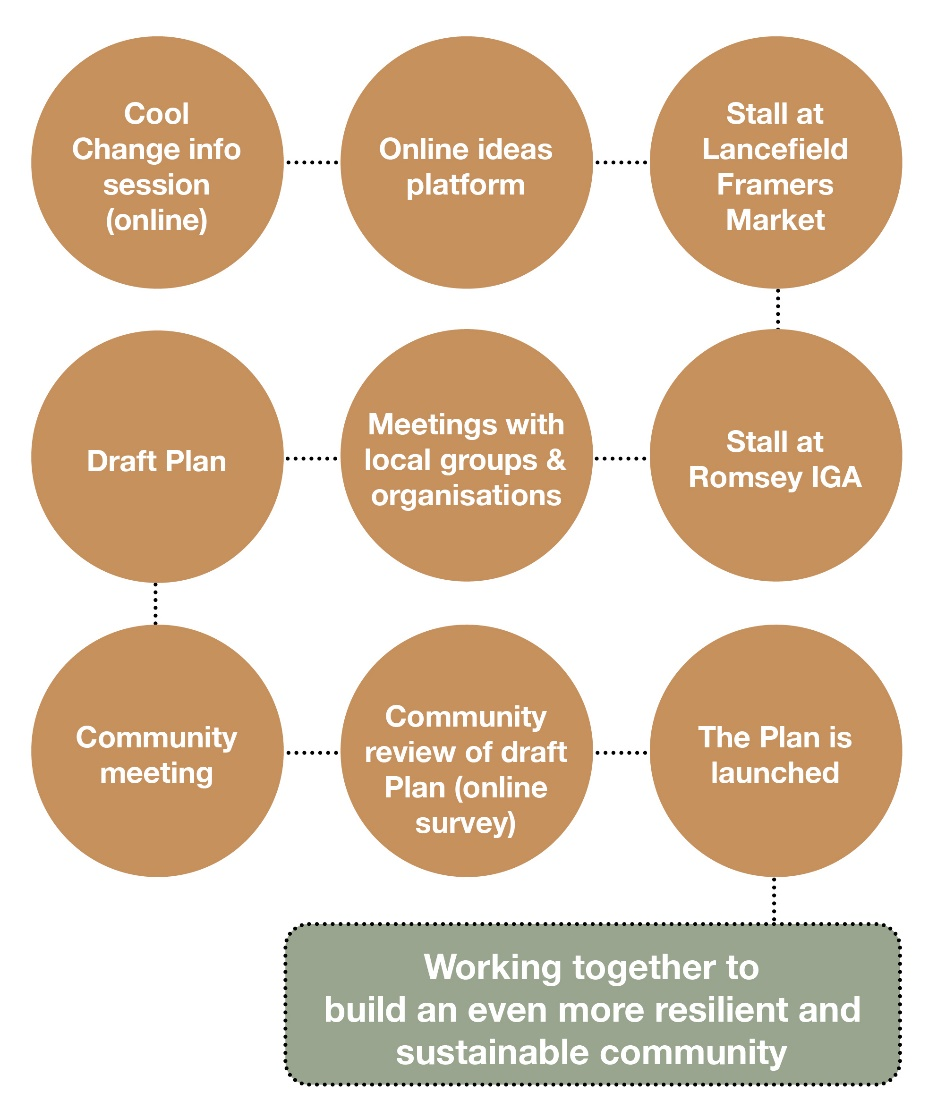 Cool
Change info
session
(online)
Online ideas
platform
Stall at
Lancefield
Framers
Market
Stall at
Romsey IGA
Meetings with
local groups &
organisations
Draft Plan
Community
meeting
Community
review of draft
Plan (online
survey)
The Plan is
launched
Working together to
build an even more resilient and
sustainable community